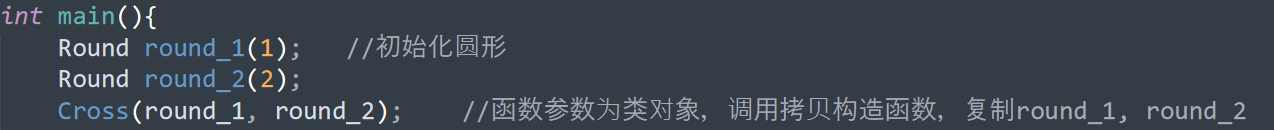 int main(){
Round round_1(1);   //初始化圆形
Round round_2(2);
Cross(round_1, round_2);    //函数参数为类对象, 调用拷贝构造函数, 复制round_1, round_2